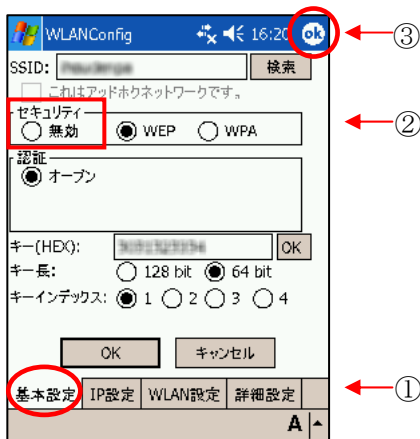 WLANConfig 16:20 ok ③
SSID: 検索
これはアッドホクネットワークです。
セキュリティ ②
無効 WEP WPA
認証
オープン
キー(HEX): OK
キー長: 128 bit 64 bit
キーインデックス: 1 2 3 4
OK キャンセル
基本設定 IP設定 WLAN設定 詳細設定 ①
A